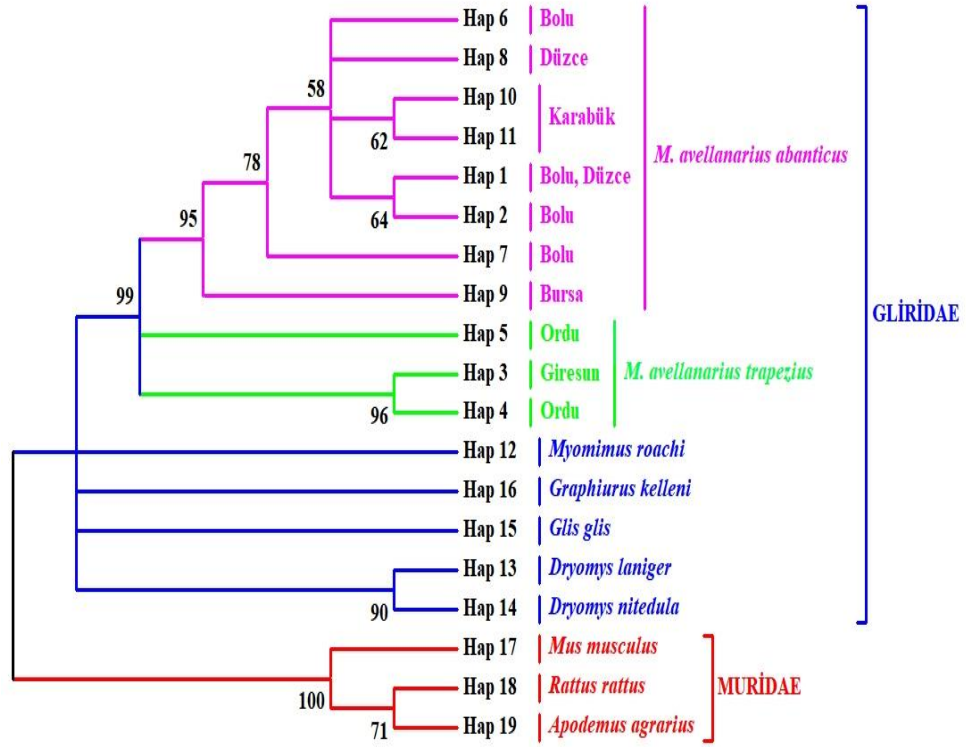 Hap 6 Bolu
58 Hap 8 Düzce
Hap 10
Karabük
62 Hap 11
M. avellanarius abanticus
78
Hap 1 Bolu, Düzce
64 Hap 2 Bolu
95
Hap 7 Bolu
Hap 9 Bursa
99
GLİRİDAE
Hap 5 Ordu
Hap 3 Giresun
M. avellanarius trapezius
96 Hap 4 Ordu
Hap 12 Myomimus roachi
Hap 16 Graphiurus kelleni
Hap 15 Glis glis
Hap 13 Dryomys laniger
90 Hap 14 Dryomys nitedula
Hap 17 Mus musculus
100 Hap 18 Rattus rattus
MURİDAE
71 Hap 19 Apodemus agrarius